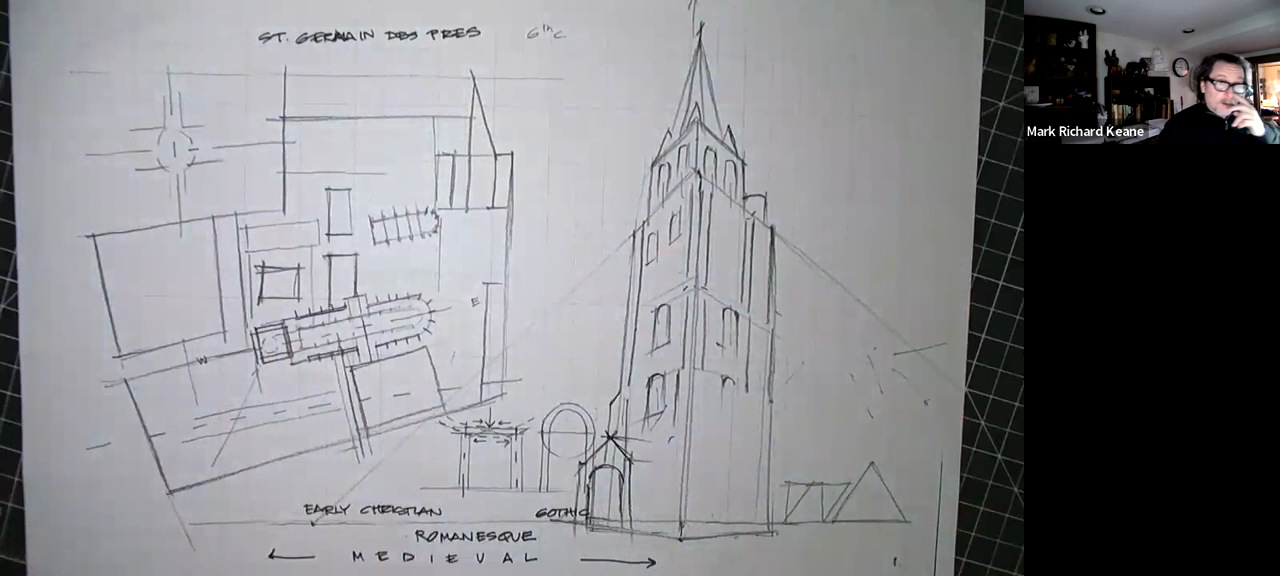 ST. GERMAIN DES PRES 6th C.
Mark Richard Keane
E
W
EARLY CHRISTIAN
GOTHIC
ROMANESQUE
MEDIEVAL